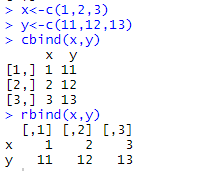 > x<-c(1,2,3)
> y<-c(11,12,13)
> cbind(x,y)
     x  y
[1,] 1 11
[2,] 2 12
[3,] 3 13
> rbind(x,y)
  [,1] [,2] [,3]
x    1    2    3
y   11   12   13